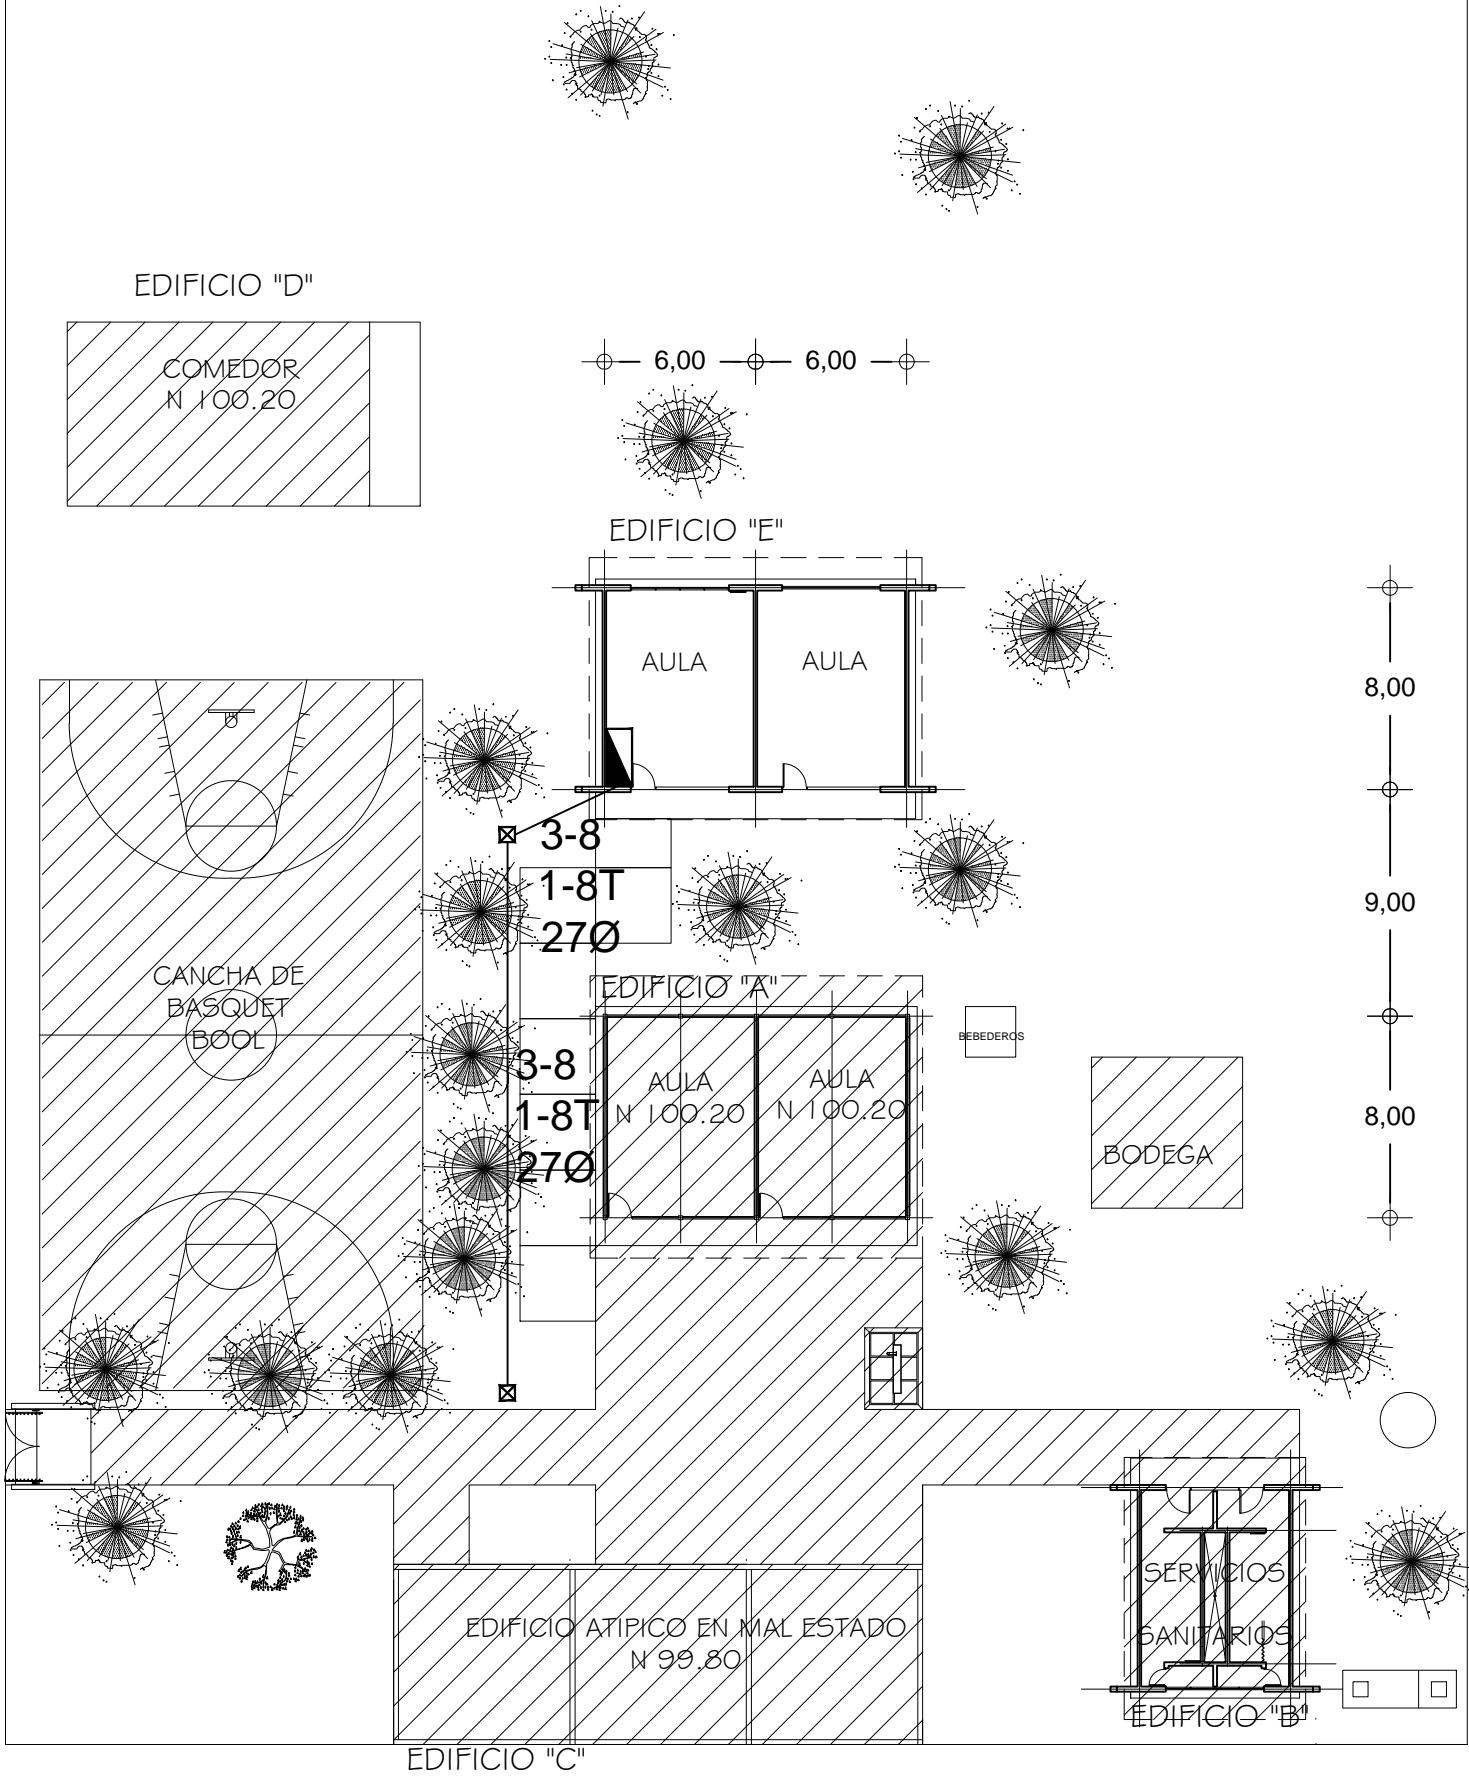 EDIFICIO "D"
COMEDOR
N 100.20
6,00
6,00
EDIFICIO "E"
AULA
AULA
8,00
3-8
1-8T
27Ø
9,00
CANCHA DE
BASQUET
BOOL
EDIFICIO "A"
BEBEDEROS
3-8
1-8T
27Ø
AULA
N 100.20
AULA
N 100.20
8,00
BODEGA
SERVICIOS
SANITARIOS
EDIFICIO ATIPICO EN MAL ESTADO
N 99.80
EDIFICIO "B"
EDIFICIO "C"